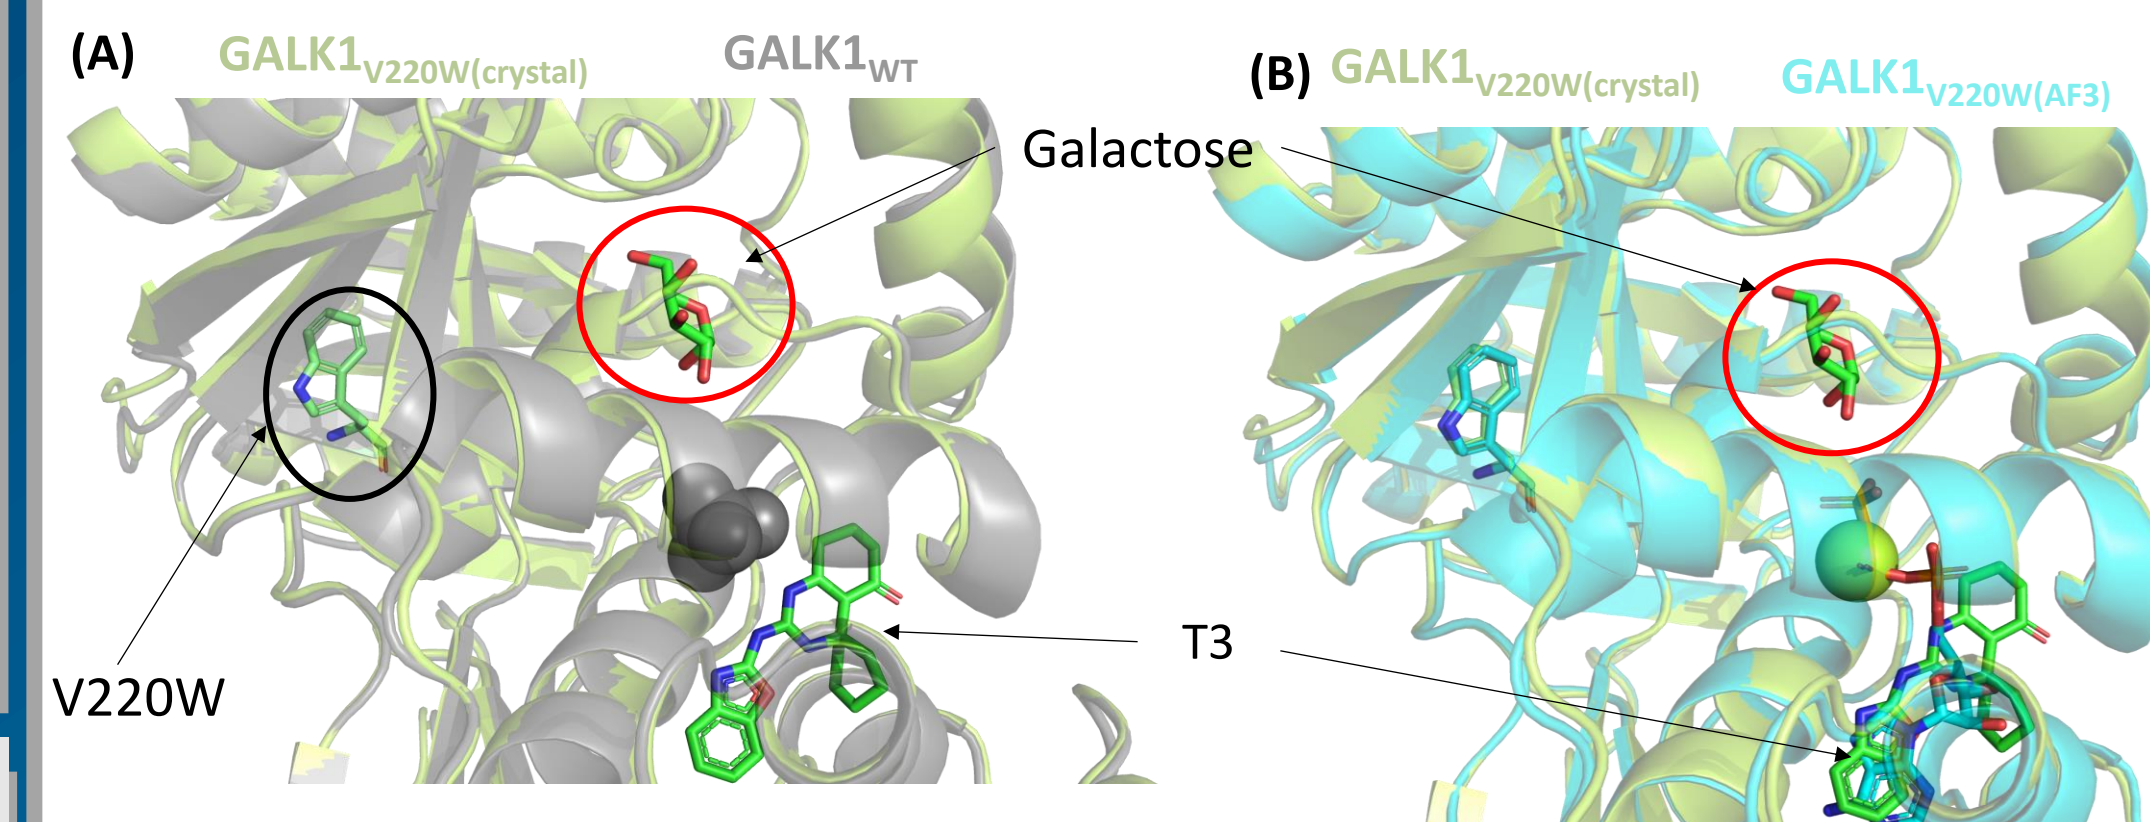 (A) GALK1V220W(crystal) GALK1WT
(B) GALK1V220W(crystal) GALK1V220W(AF3)
Galactose
T3
V220W